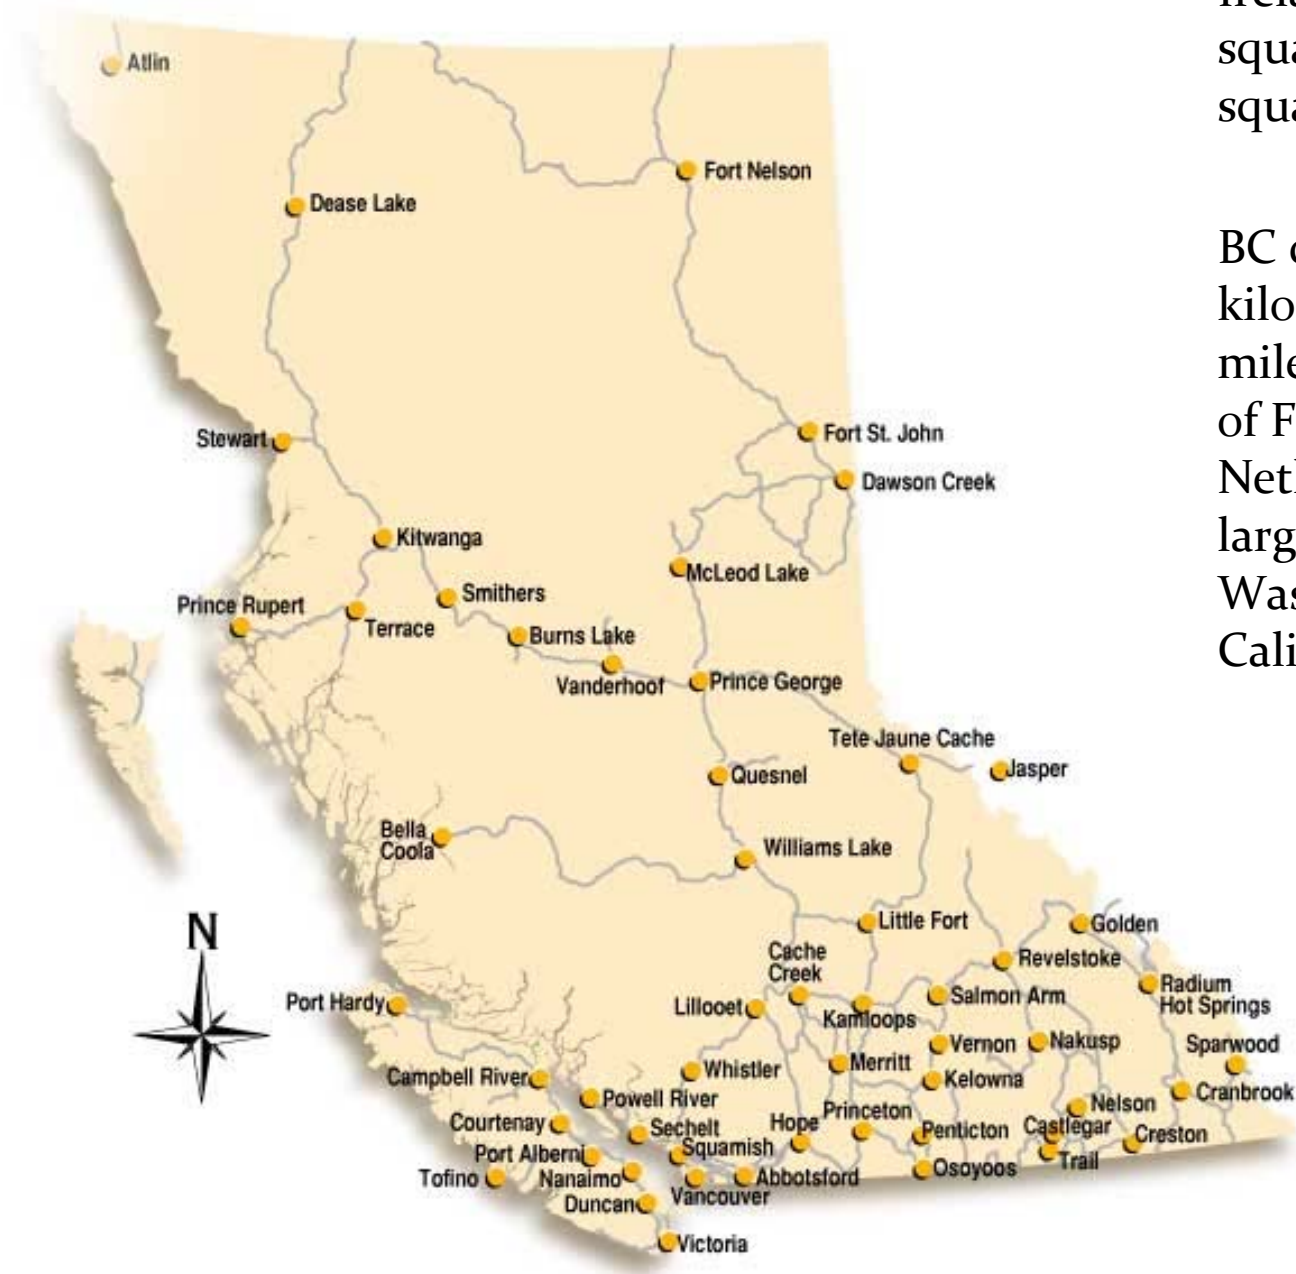 squa
squa
BC
kilo
mile
of F
larg
Was
Cali
Atlin
Fort Nelson
Dease Lake
Stewart
Fort St. John
Dawson Creek
Kitwanga
McLeod Lake
Smithers
Prince Rupert
Terrace
Burns Lake
Vanderhoof
Prince George
Tete Jaune Cache
Jasper
Quesnel
Bella
Coola
Williams Lake
N
Little Fort
Golden
Cache
Creek
Revelstoke
Radium
Hot Springs
Port Hardy
Lillooet
Salmon Arm
Kamloops
Vernon
Nakusp
Sparwood
Whistler
Merritt
Campbell River
Kelowna
Cranbrook
Powell River
Nelson
Princeton
Courtenay
Sechelt
Hope
Penticton
Castlegar
Creston
Squamish
Port Alberni
Trail
Osoyoos
Tofino
Nanaimo
Abbotsford
Vancouver
Duncan
Victoria